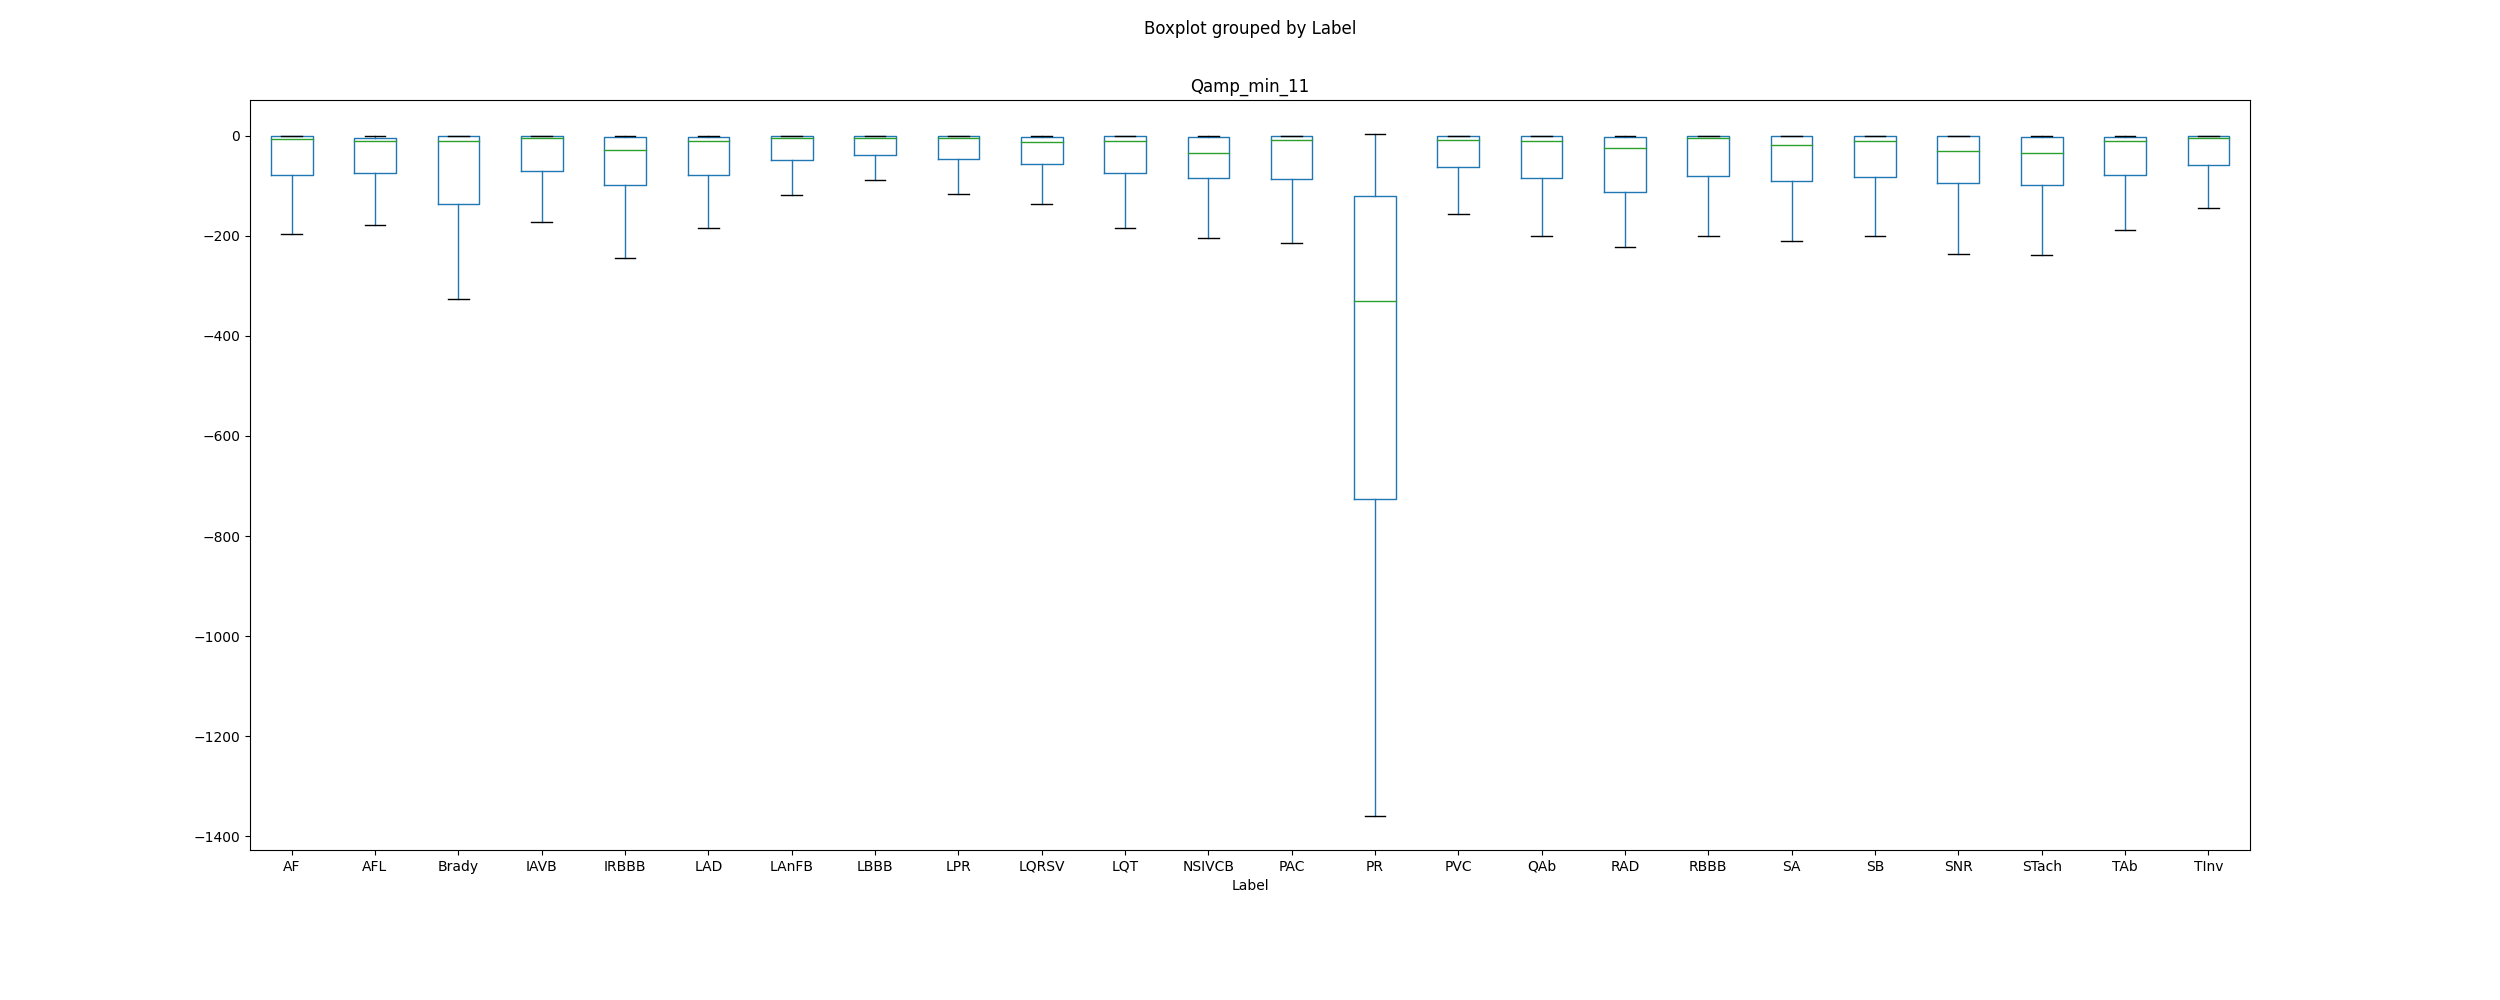 Boxplot grouped by Label
Qamp_min_11
0
−200
−400
−600
−800
−1000
−1200
−1400
AF AFL Brady IAVB IRBBB LAD LAnFB LBBB LPR LQRSV LQT NSIVCB PAC PR PVC QAb RAD RBBB SA SB SNR STach TAb TInv
Label